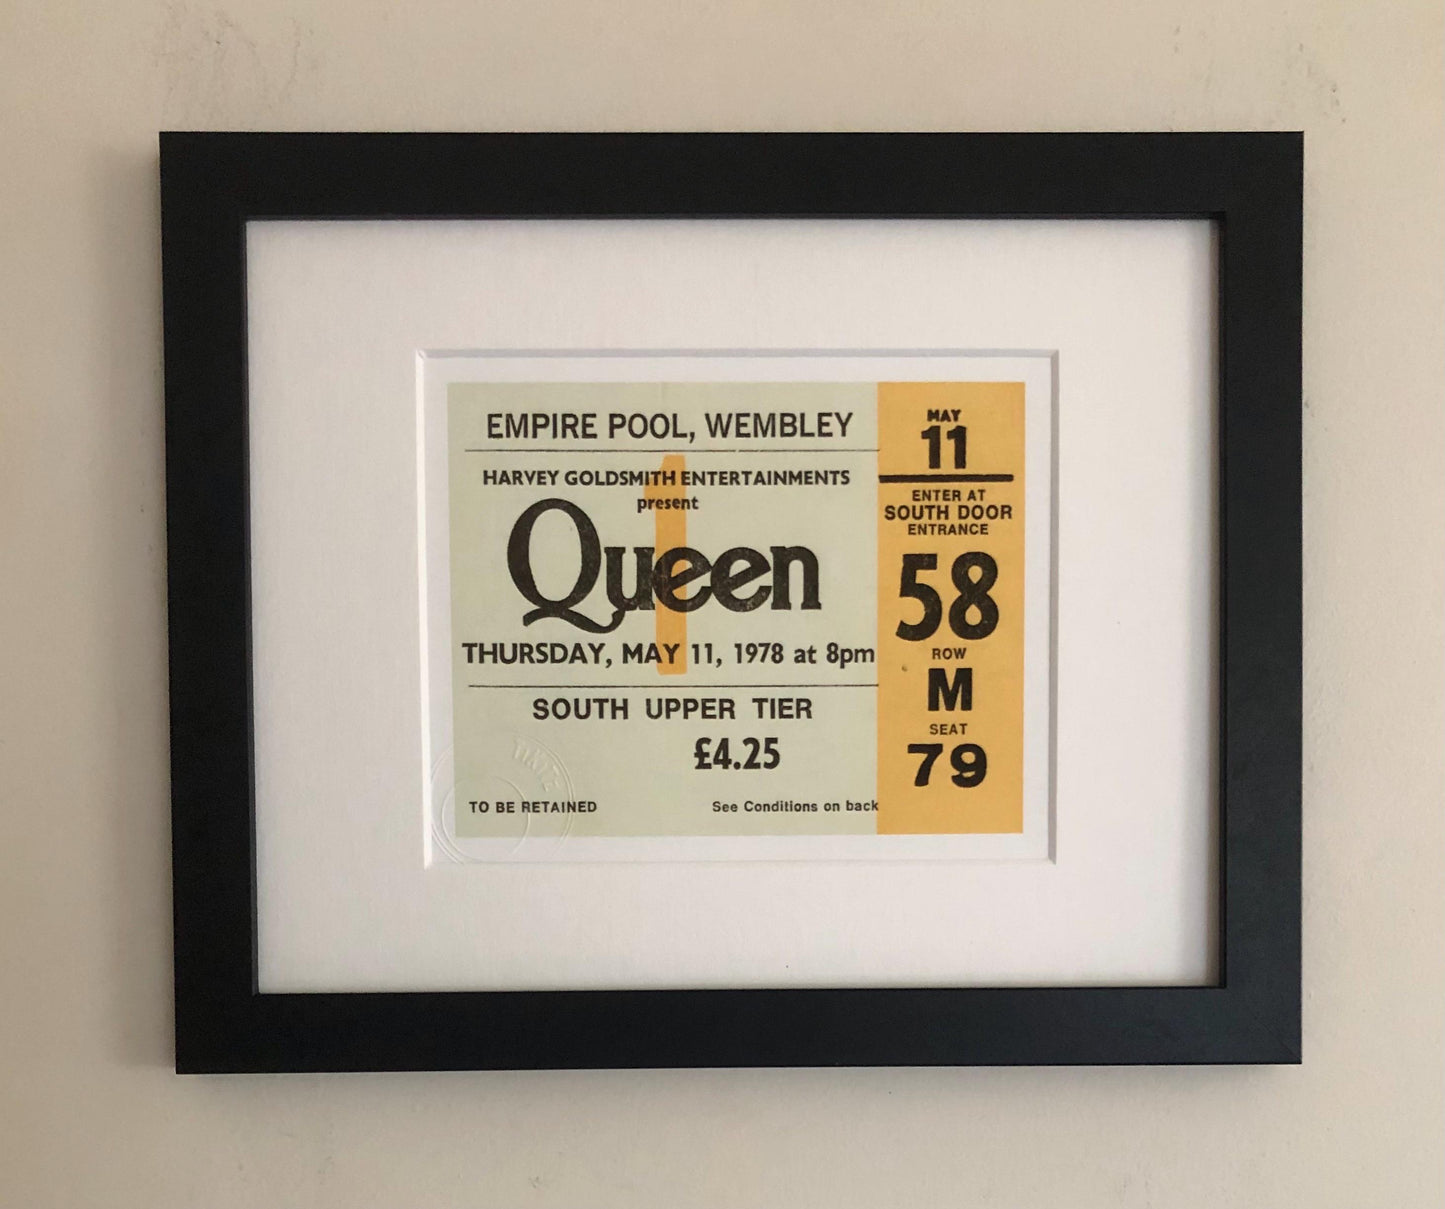 EMPIRE POOL, WEMBLEY
HARVEY GOLDSMITH ENTERTAINMENTS
present
Queen
1
THURSDAY, MAY 11, 1978 at 8pm
SOUTH UPPER TIER
£4.25
TO BE RETAINED
See Conditions on back
MAY
11
ENTER AT
SOUTH DOOR
ENTRANCE
58
ROW
M
SEAT
79